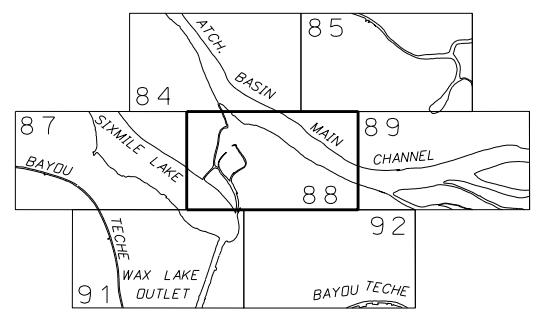 85
ATCH.
BASIN
84
MAIN
87
SIXMILE LAKE
89
CHANNEL
BAYOU
88
TECHE
92
WAX LAKE
OUTLET
91
BAYOU TECHE